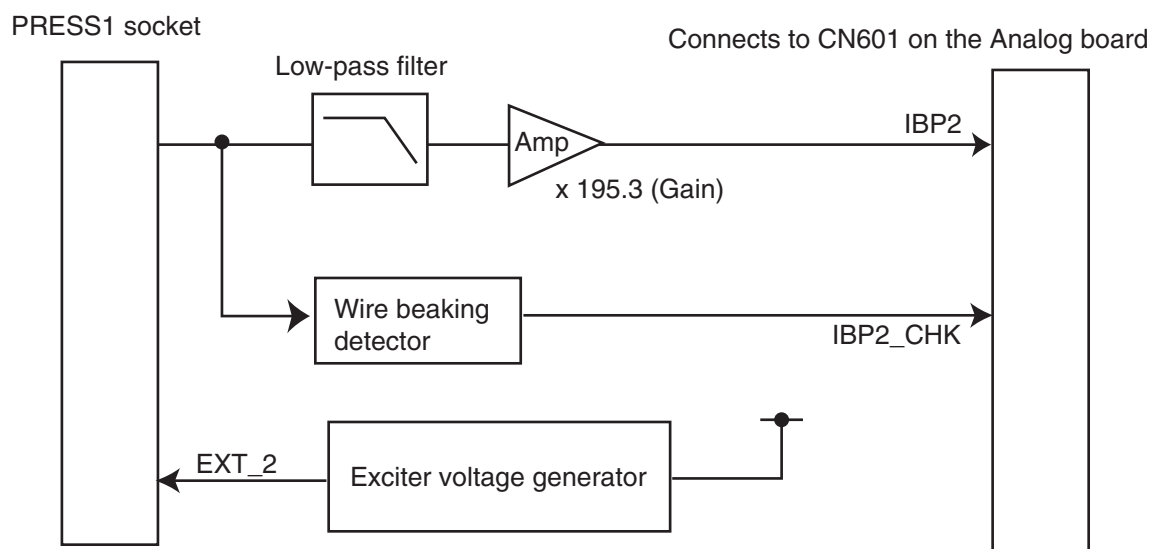 PRESS1 socket
Connects to CN601 on the Analog board
Low-pass filter
IBP2
Amp
x 195.3 (Gain)
Wire beaking
detector
IBP2_CHK
EXT_2
Exciter voltage generator